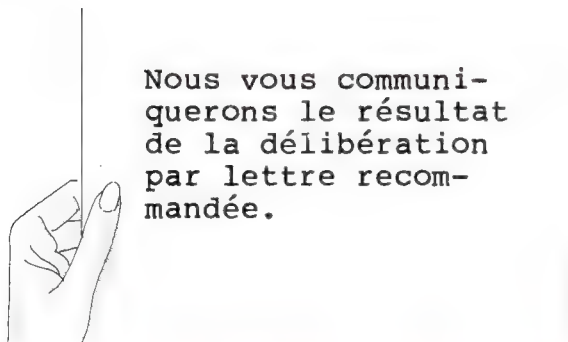 Nous vous communi-
querons le résultat
de la délibération
par lettre recom-
mandée.